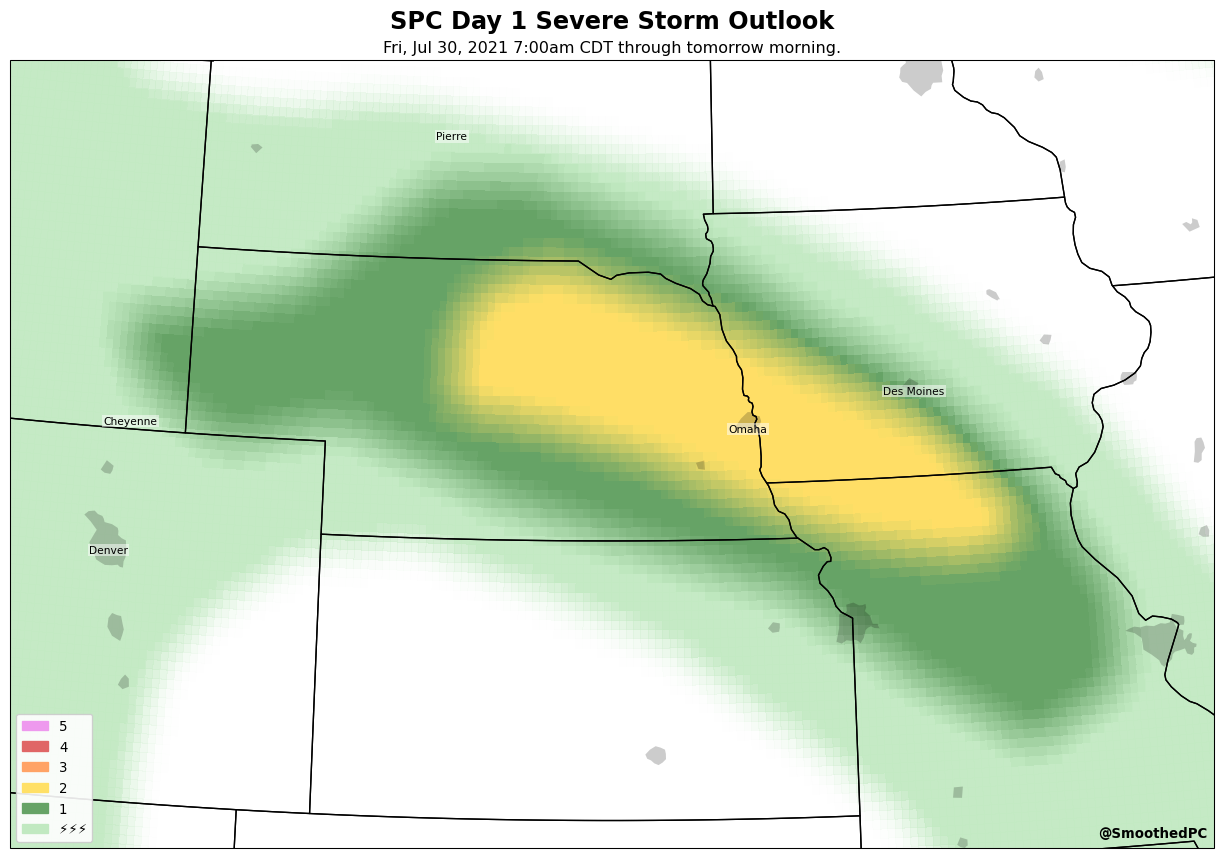 SPC Day 1 Severe Storm Outlook
Fri, Jul 30, 2021 7:00am CDT through tomorrow morning.
Pierre
Des Moines
Cheyenne
Omaha
Denver
5
4
3
2
1
⚡⚡⚡
@SmoothedPC